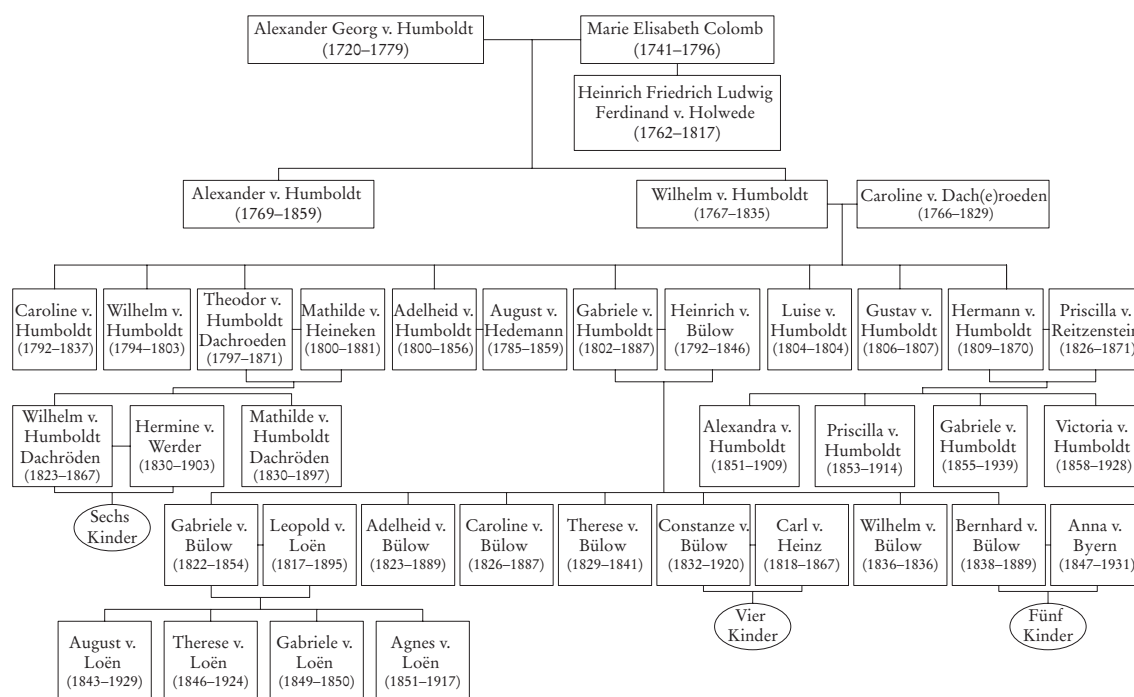 Alexander Georg v. Humboldt
(1720–1779)
Marie Elisabeth Colomb
(1741–1796)
Heinrich Friedrich Ludwig
Ferdinand v. Holwede
(1762–1817)
Alexander v. Humboldt
(1769–1859)
Wilhelm v. Humboldt
(1767–1835)
Caroline v. Dach(e)roeden
(1766–1829)
Caroline v.
Humboldt
(1792–1837)
Wilhelm v.
Humboldt
(1794–1803)
Theodor v.
Humboldt
Dachroeden
(1797–1871)
Mathilde v.
Heineken
(1800–1881)
Adelheid v.
Humboldt
(1800–1856)
August v.
Hedemann
(1785–1859)
Gabriele v.
Humboldt
(1802–1887)
Heinrich v.
Bülow
(1792–1846)
Luise v.
Humboldt
(1804–1804)
Gustav v.
Humboldt
(1806–1807)
Hermann v.
Humboldt
(1809–1870)
Priscilla v.
Reitzenstein
(1826–1871)
Wilhelm v.
Humboldt
Dachröden
(1823–1867)
Hermine v.
Werder
(1830–1903)
Mathilde v.
Humboldt
Dachröden
(1830–1897)
Alexandra v.
Humboldt
(1851–1909)
Priscilla v.
Humboldt
(1853–1914)
Gabriele v.
Humboldt
(1855–1939)
Victoria v.
Humboldt
(1858–1928)
Sechs
Kinder
Gabriele v.
Bülow
(1822–1854)
Leopold v.
Loën
(1817–1895)
Adelheid v.
Bülow
(1823–1889)
Caroline v.
Bülow
(1826–1887)
Therese v.
Bülow
(1829–1841)
Constanze v.
Bülow
(1832–1920)
Carl v.
Heinz
(1818–1867)
Wilhelm v.
Bülow
(1836–1836)
Bernhard v.
Bülow
(1838–1889)
Anna v.
Byern
(1847–1931)
Vier
Kinder
Fünf
Kinder
August v.
Loën
(1843–1929)
Therese v.
Loën
(1846–1924)
Gabriele v.
Loën
(1849–1850)
Agnes v.
Loën
(1851–1917)